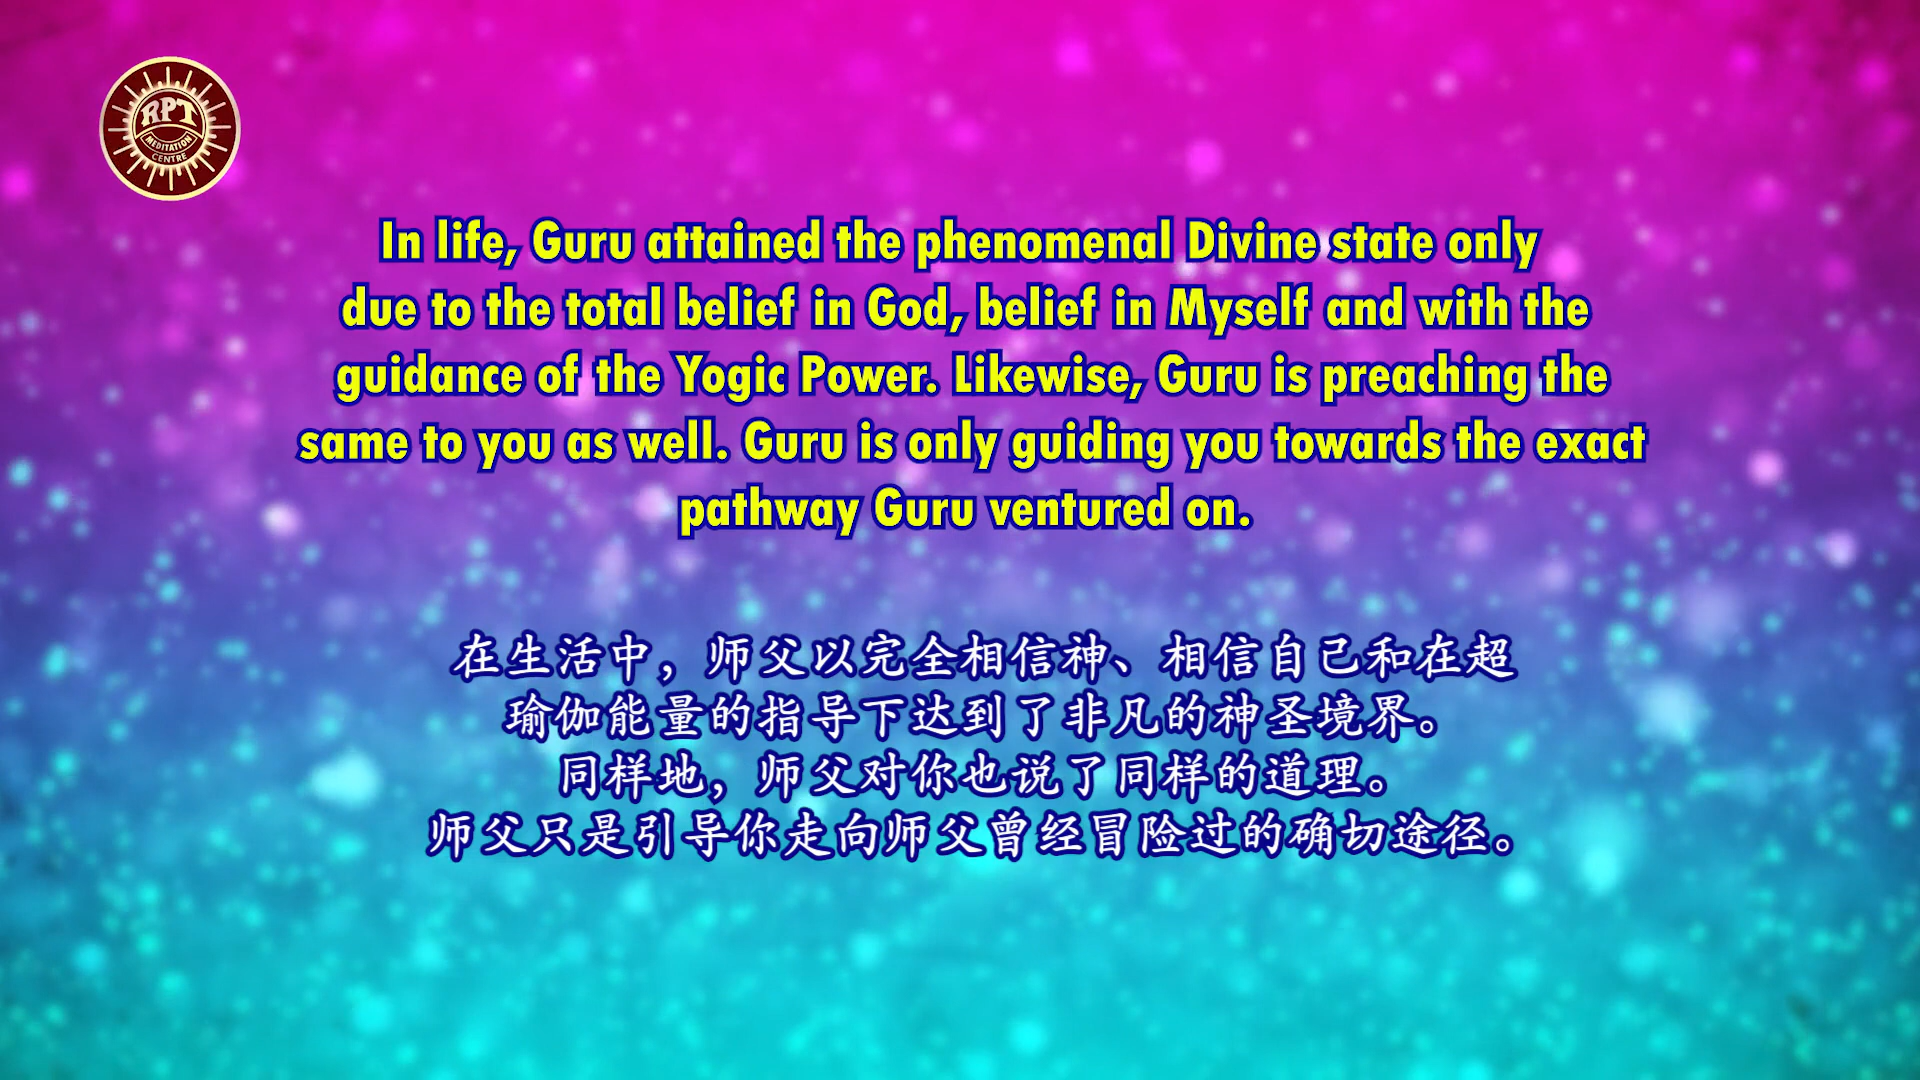 RPT
MEDITATION
CENTRE
In life, Guru attained the phenomenal Divine state only
due to the total belief in God, belief in Myself and with the
guidance of the Yogic Power. Likewise, Guru is preaching the
same to you as well. Guru is only guiding you towards the exact
pathway Guru ventured on.
在生活中，师父以完全相信神、相信自己和在超
瑜伽能量的指导下达到了非凡的神圣境界。
同样地，师父对你也说了同样的道理。
师父只是引导你走向师父曾经冒险过的确切途径。